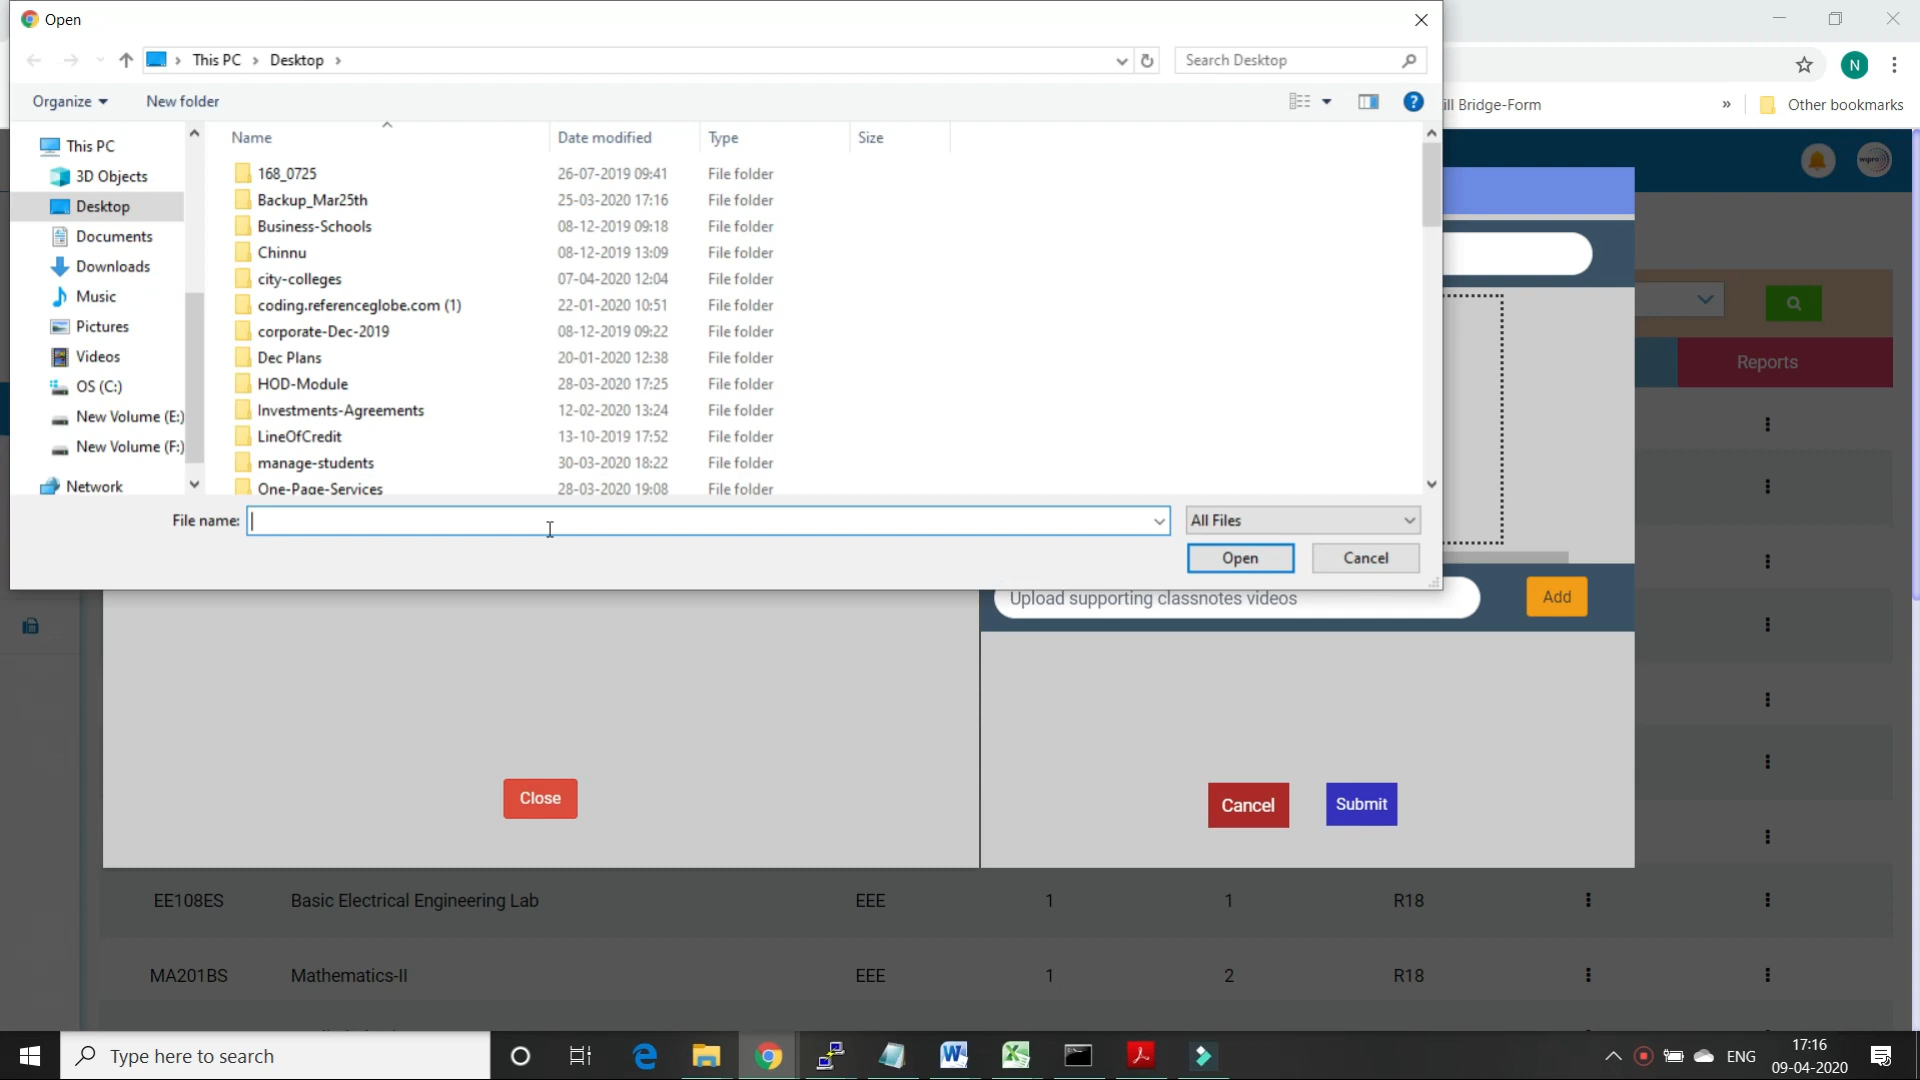 Open
This PC > Desktop >
Search Desktop
Organize
New folder
?
N
ill Bridge-Form
»
Other bookmarks
This PC
3D Objects
Desktop
Documents
Downloads
Music
Pictures
Videos
OS (C:)
New Volume (E:)
New Volume (F:)
Network
Name Date modified Type Size
168_0725 26-07-2019 09:41 File folder
Backup_Mar25th 25-03-2020 17:16 File folder
Business-Schools 08-12-2019 09:18 File folder
Chinnu 08-12-2019 13:09 File folder
city-colleges 07-04-2020 12:04 File folder
coding.referenceglobe.com (1) 22-01-2020 10:51 File folder
corporate-Dec-2019 08-12-2019 09:22 File folder
Dec Plans 20-01-2020 12:38 File folder
HOD-Module 28-03-2020 17:25 File folder
Investments-Agreements 12-02-2020 13:24 File folder
LineOfCredit 13-10-2019 17:52 File folder
manage-students 30-03-2020 18:22 File folder
One-Page-Services 28-03-2020 19:08 File folder
File name:
All Files
Open
Cancel
wipro
Reports
Upload supporting classnotes videos
Add
Close
Cancel
Submit
EE108ES Basic Electrical Engineering Lab EEE 1 1 R18
MA201BS Mathematics-II EEE 1 2 R18
Type here to search
ENG
17:16
09-04-2020